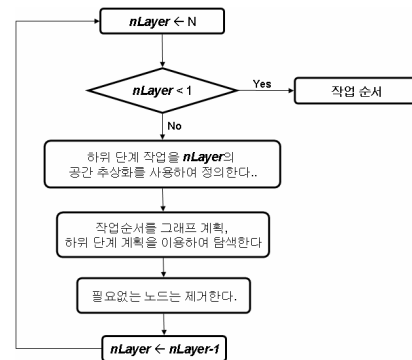 nLayer ← N
nLayer < 1
Yes
작업 순서
No
하위 단계 작업을 nLayer의
공간 추상화를 사용하여 정의한다..
작업순서를 그래프 계획,
하위 단계 계획을 이용하여 탐색한다
필요없는 노드는 제거한다.
nLayer ← nLayer-1